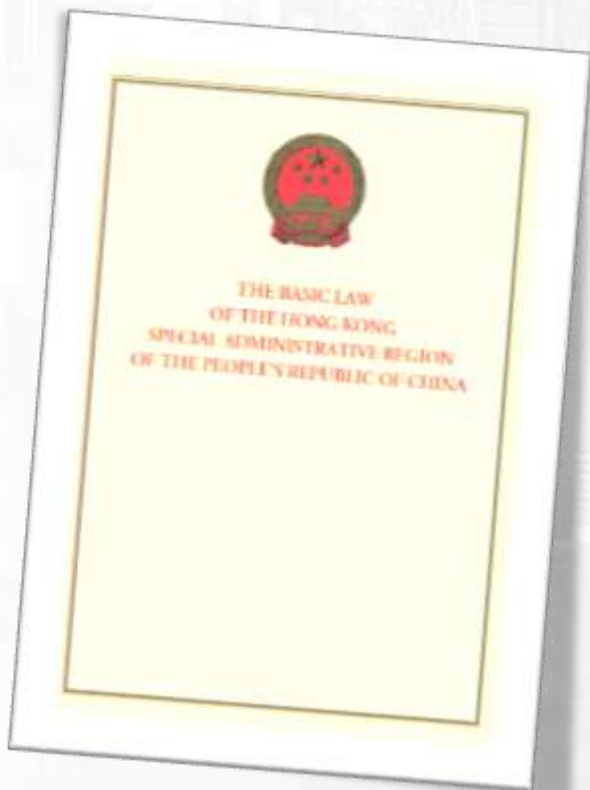 THE BASIC LAW
OF THE HONG KONG
SPECIAL ADMINISTRATIVE REGION
OF THE PEOPLE'S REPUBLIC OF CHINA